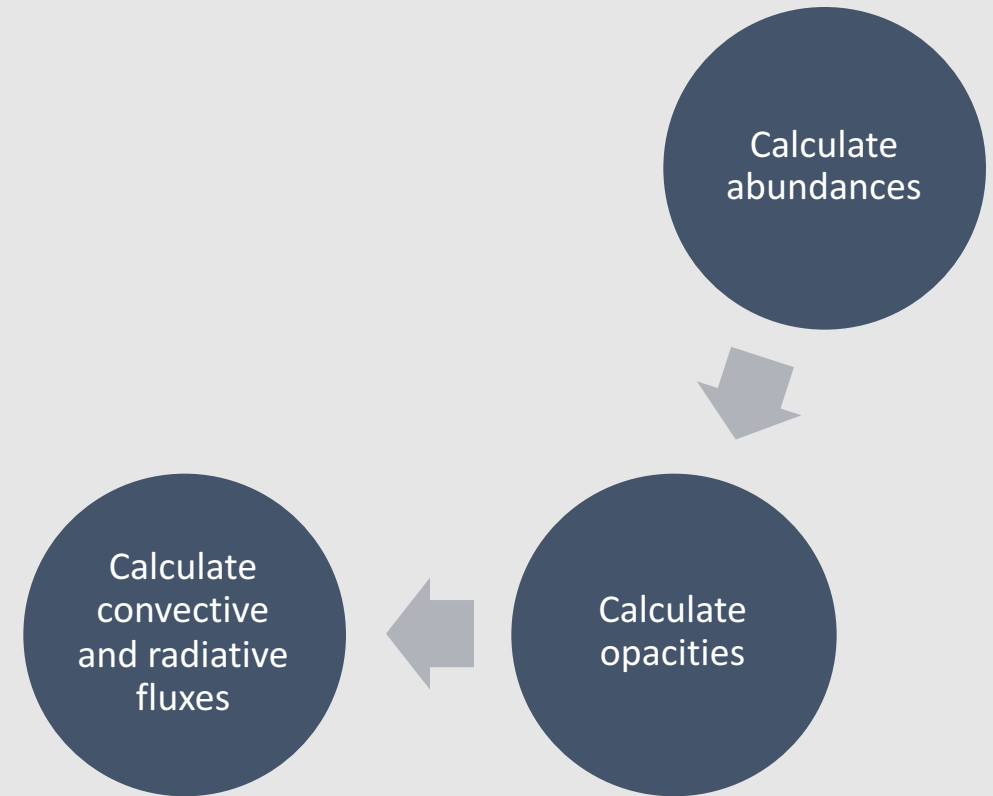 Calculate
abundances
Calculate
opacities
Calculate
convective
and radiative
fluxes